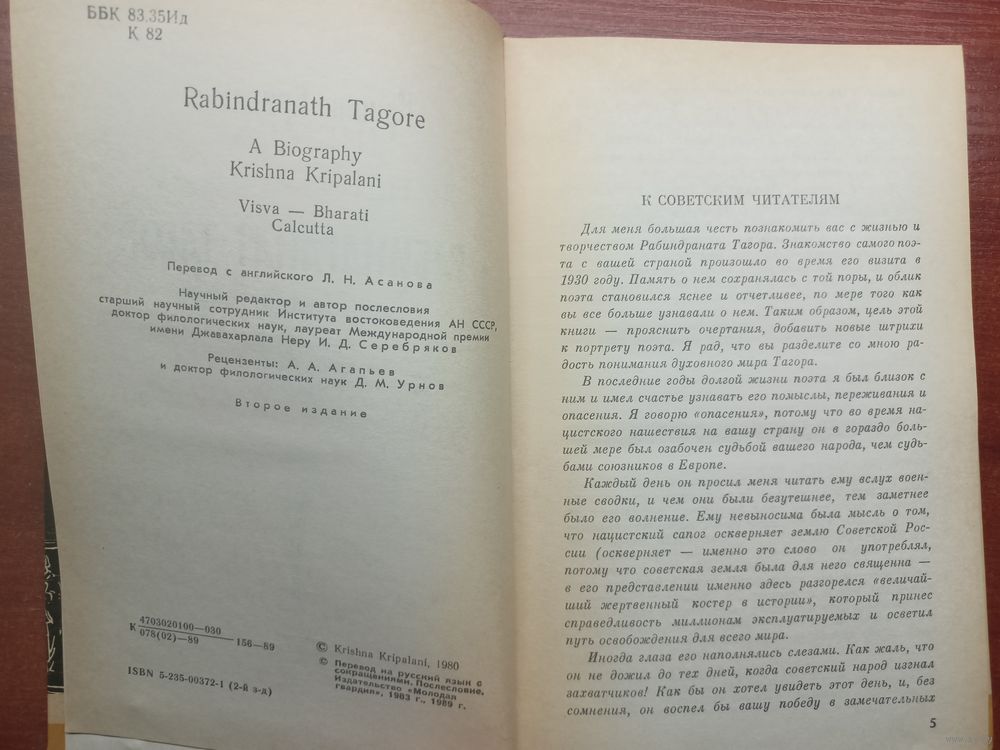 ББК 83.35Ид
К 82
Rabindranath Tagore
A Biography
Krishna Kripalani
Visva — Bharati
Calcutta
Перевод с английского Л. Н. Асанова
Научный редактор и автор послесловия
старший научный сотрудник Института востоковедения АН СССР,
доктор филологических наук, лауреат Международной премии
имени Джавахарлала Неру И. Д. Серебряков
Рецензенты: А. А. Агапьев
и доктор филологических наук Д. М. Урнов
Второе издание
К 4703020100—030
078(02)—89 156—89
ISBN 5-235-00372-1 (2-й з-д)
© Krishna Kripalani, 1980
© Перевод на русский язык с
сокращениями. Послесловие.
Издательство «Молодая
гвардия», 1983 г., 1989 г.
К СОВЕТСКИМ ЧИТАТЕЛЯМ
Для меня большая честь познакомить вас с жизнью и
творчеством Рабиндраната Тагора. Знакомство самого поэ-
та с вашей страной произошло во время его визита в
1930 году. Память о нем сохранялась с той поры, и облик
поэта становился яснее и отчетливее, по мере того как
вы все больше узнавали о нем. Таким образом, цель этой
книги — прояснить очертания, добавить новые штрихи
к портрету поэта. Я рад, что вы разделите со мною ра-
дость понимания духовного мира Тагора.
В последние годы долгой жизни поэта я был близок с
ним и имел счастье узнавать его помыслы, переживания и
опасения. Я говорю «опасения», потому что во время на-
цистского нашествия на вашу страну он в гораздо боль-
шей мере был озабочен судьбой вашего народа, чем судь-
бами союзников в Европе.
Каждый день он просил меня читать ему вслух воен-
ные сводки, и чем они были безутешнее, тем заметнее
было его волнение. Ему невыносима была мысль о том,
что нацистский сапог оскверняет землю Советской Рос-
сии (оскверняет — именно это слово он употреблял,
потому что советская земля была для него священна —
в его представлении именно здесь разгорелся «величай-
ший жертвенный костер в истории», который принес
справедливость миллионам эксплуатируемых и осветил
путь освобождения для всего мира.
Иногда глаза его наполнялись слезами. Как жаль, что
он не дожил до тех дней, когда советский народ изгнал
захватчиков! Как бы он хотел увидеть этот день, и, без
сомнения, он воспел бы вашу победу в замечательных
5